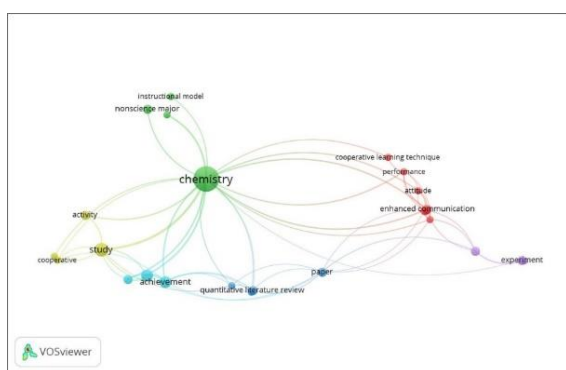 instructional model
nonscience major
cooperative learning technique
performance
chemistry
attitude
enhanced communication
activity
study
cooperative
experiment
paper
achievement
quantitative literature review
VOSviewer